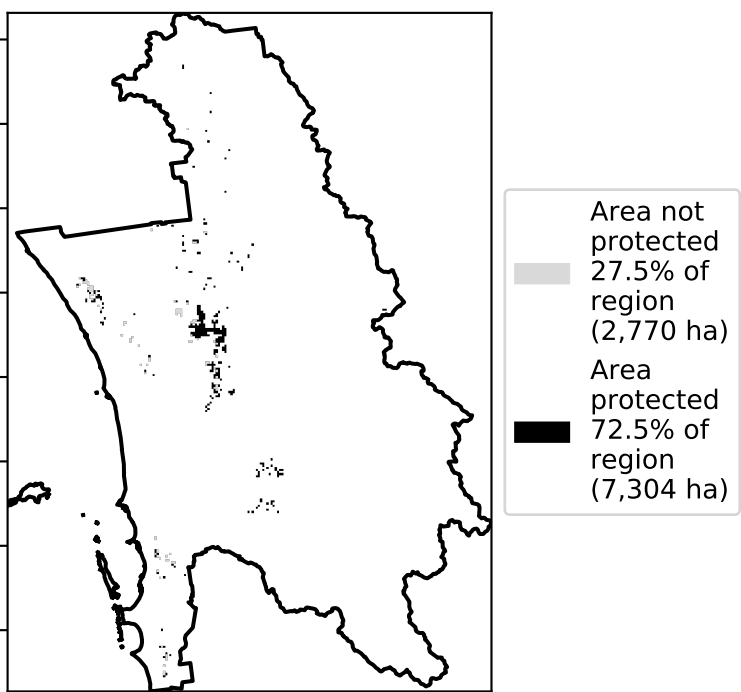 Area not
protected
27.5% of
region
(2,770 ha)
Area
protected
72.5% of
region
(7,304 ha)